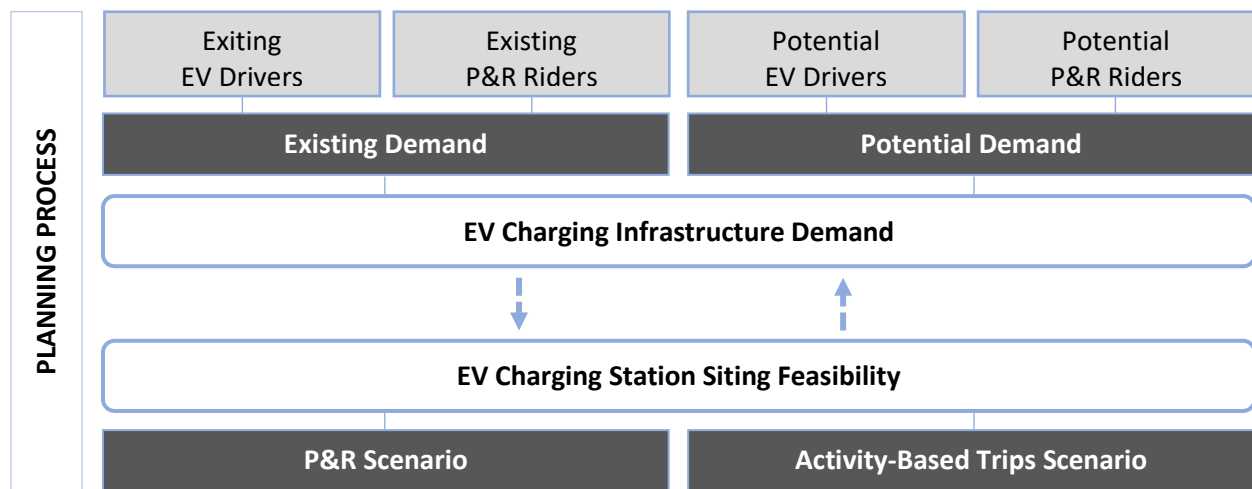 PLANNING PROCESS
Exiting
EV Drivers
Existing
P&R Riders
Potential
EV Drivers
Potential
P&R Riders
Existing Demand
Potential Demand
EV Charging Infrastructure Demand
EV Charging Station Siting Feasibility
P&R Scenario
Activity-Based Trips Scenario